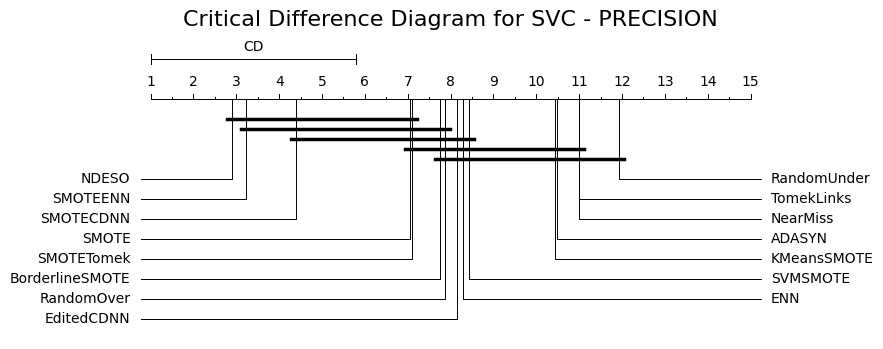 Critical Difference Diagram for SVC - PRECISION
CD
1 2 3 4 5 6 7 8 9 10 11 12 13 14 15
NDESO RandomUnder
SMOTEENN TomekLinks
SMOTECDNN NearMiss
SMOTE ADASYN
SMOTETomek KMeansSMOTE
BorderlineSMOTE SVMSMOTE
RandomOver ENN
EditedCDNN